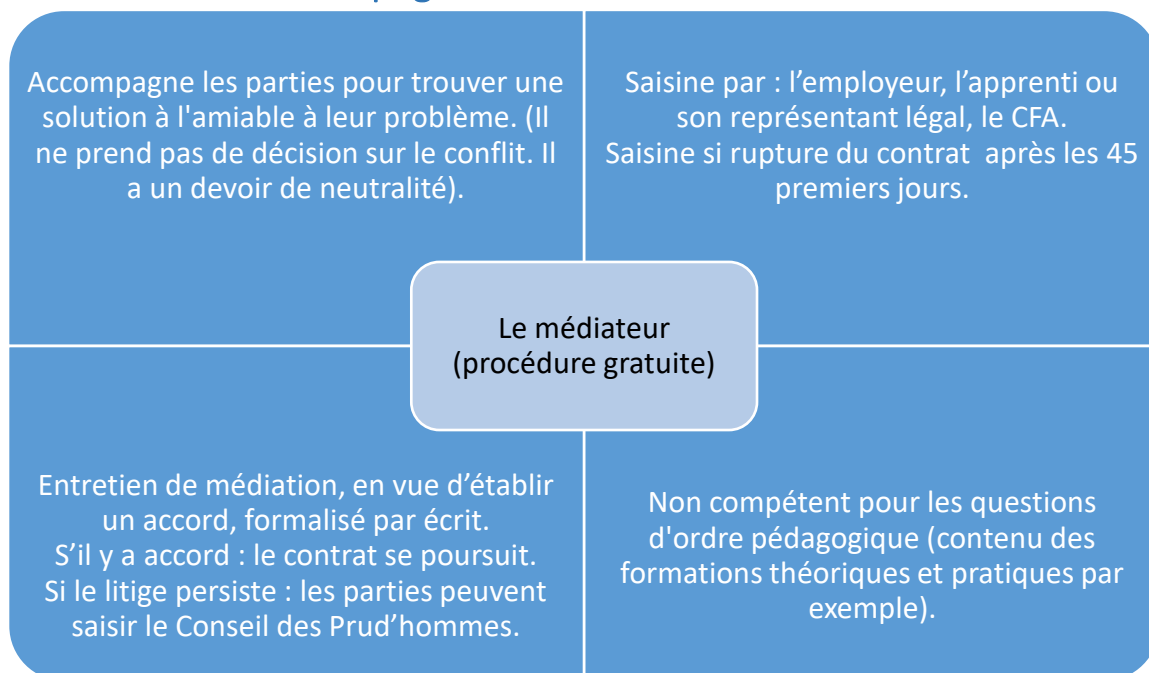 Accompagne les parties pour trouver une
solution à l'amiable à leur problème. (Il
ne prend pas de décision sur le conflit. Il
a un devoir de neutralité).
Saisine par : l’employeur, l’apprenti ou
son représentant légal, le CFA.
Saisine si rupture du contrat après les 45
premiers jours.
Le médiateur
(procédure gratuite)
Entretien de médiation, en vue d’établir
un accord, formalisé par écrit.
S’il y a accord : le contrat se poursuit.
Si le litige persiste : les parties peuvent
saisir le Conseil des Prud’hommes.
Non compétent pour les questions
d'ordre pédagogique (contenu des
formations théoriques et pratiques par
exemple).